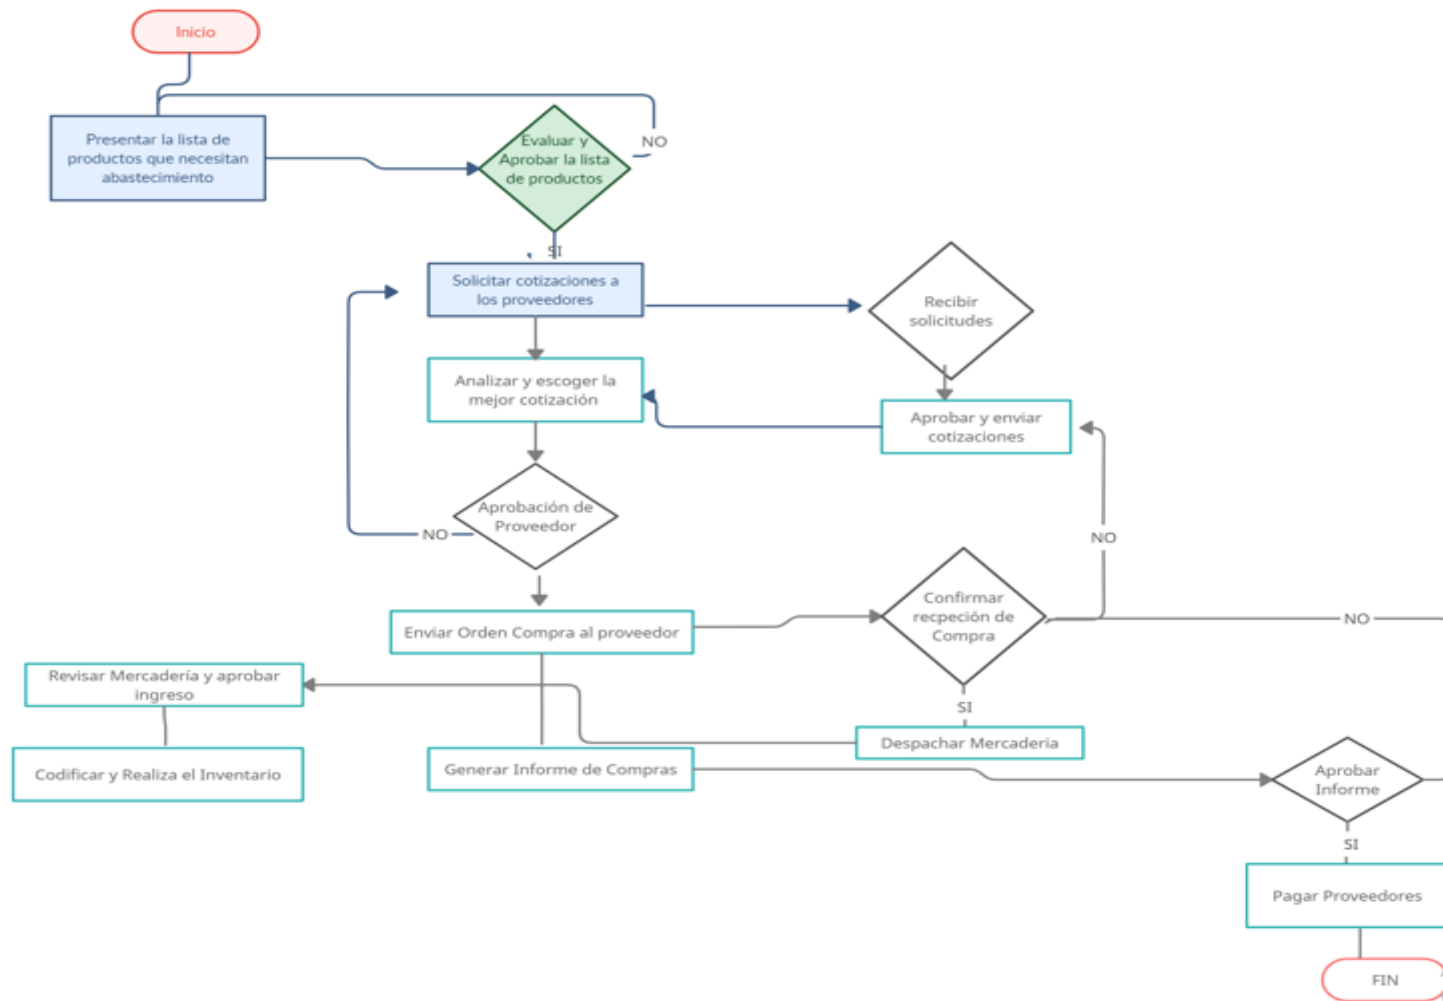 Inicio
Presentar la lista de
productos que necesitan
abastecimiento
Evaluar y
Aprobar la lista
de productos
NO
SI
Solicitar cotizaciones a
los proveedores
Recibir
solicitudes
Analizar y escoger la
mejor cotización
Aprobar y enviar
cotizaciones
Aprobación de
Proveedor
NO
NO
Enviar Orden Compra al proveedor
Confirmar
recpeción de
Compra
NO
Revisar Mercadería y aprobar
ingreso
SI
Despachar Mercaderia
Codificar y Realiza el Inventario
Generar Informe de Compras
Aprobar
Informe
SI
Pagar Proveedores
FIN